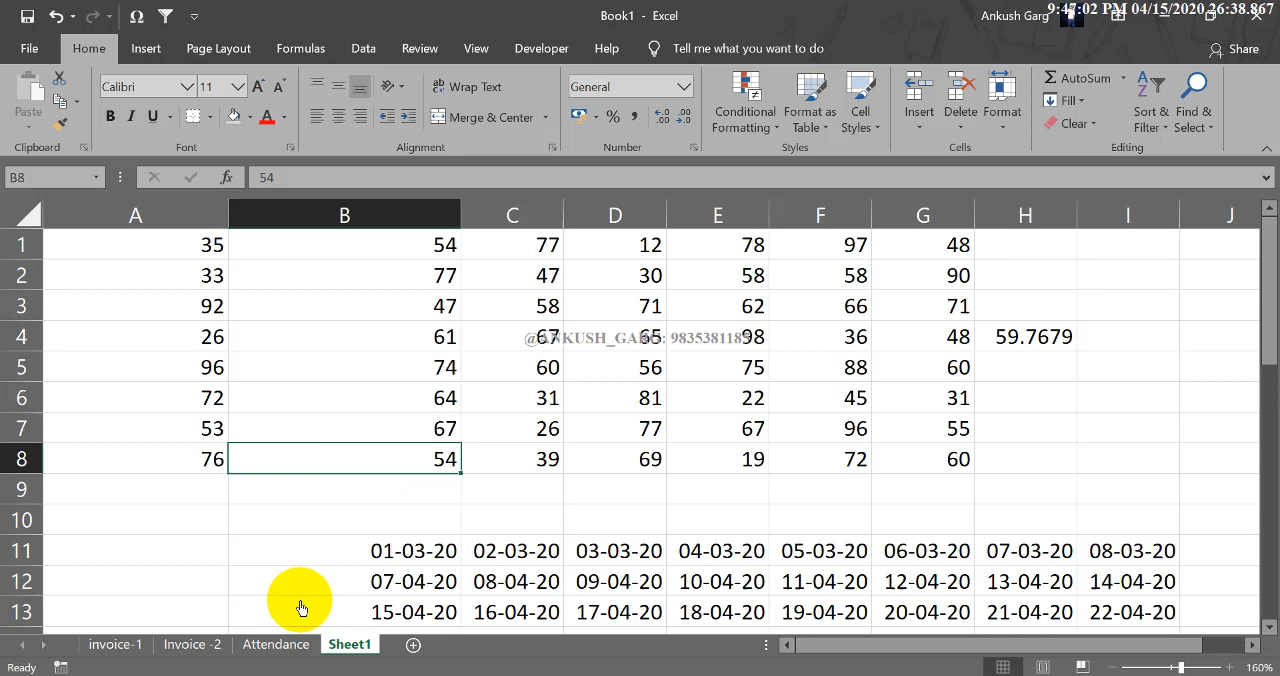 9:47:02 PM 04/15/2020 26:38.867
Book1 - Excel
Ankush Garg
File Home Insert Page Layout Formulas Data Review View Developer Help Tell me what you want to do Share
Paste
Clipboard
Calibri 11
B I U A
Font
Wrap Text
Merge & Center
Alignment
General
% ,
Number
Conditional Formatting
Format as Table
Cell Styles
Styles
Insert Delete Format
Cells
AutoSum
Fill
Clear
Sort & Filter
Find & Select
Editing
B8 fx 54
A B C D E F G H I J
1 35 54 77 12 78 97 48
2 33 77 47 30 58 58 90
3 92 47 58 71 62 66 71
4 26 61 67 65 98 36 48 59.7679
@ANKUSH_GARG: 9835381185
5 96 74 60 56 75 88 60
6 72 64 31 81 22 45 31
7 53 67 26 77 67 96 55
8 76 54 39 69 19 72 60
9
10
11 01-03-20 02-03-20 03-03-20 04-03-20 05-03-20 06-03-20 07-03-20 08-03-20
12 07-04-20 08-04-20 09-04-20 10-04-20 11-04-20 12-04-20 13-04-20 14-04-20
13 15-04-20 16-04-20 17-04-20 18-04-20 19-04-20 20-04-20 21-04-20 22-04-20
invoice-1 Invoice -2 Attendance Sheet1
Ready 160%